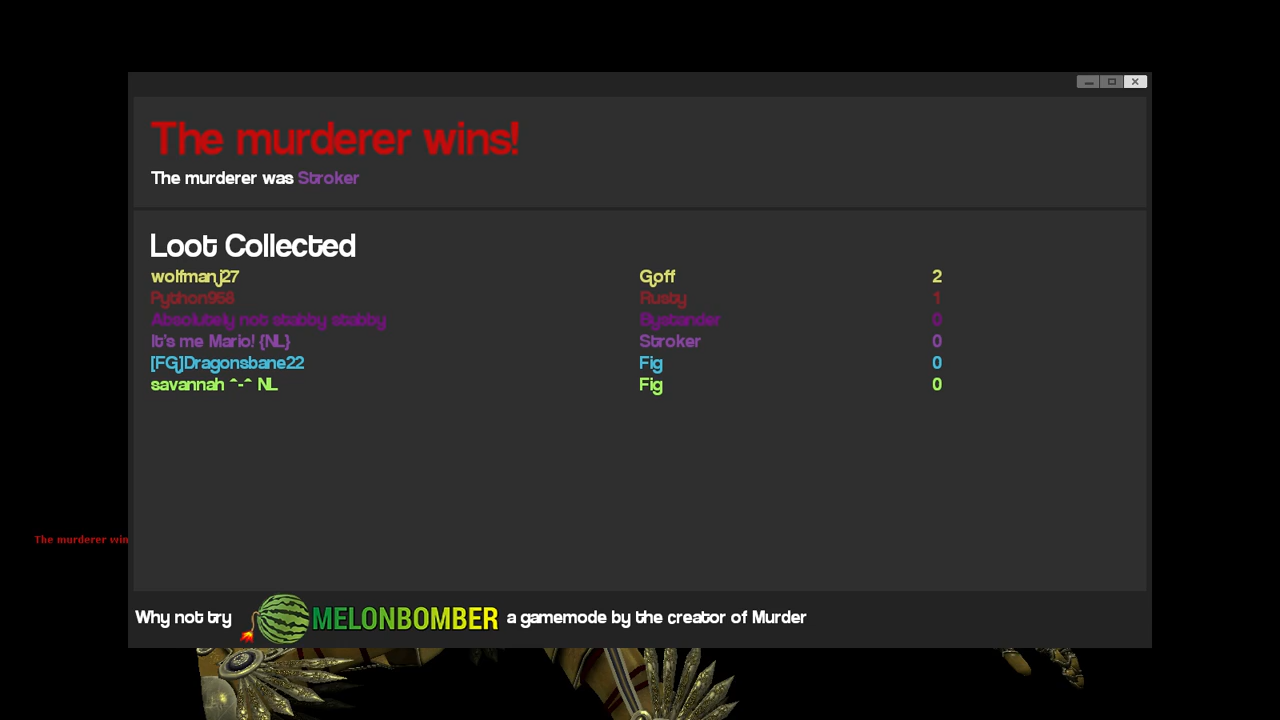 The murderer wins!
The murderer was Stroker
Loot Collected
wolfmanj27 Goff 2
Python968 Rusty 1
Absolutely not stabby stabby Bystander 0
It's me Mario! {NL} Stroker 0
[FG]Dragonsbane22 Fig 0
savannah ^-^ NL Fig 0
The murderer win
Why not try MELONBOMBER a gamemode by the creator of Murder